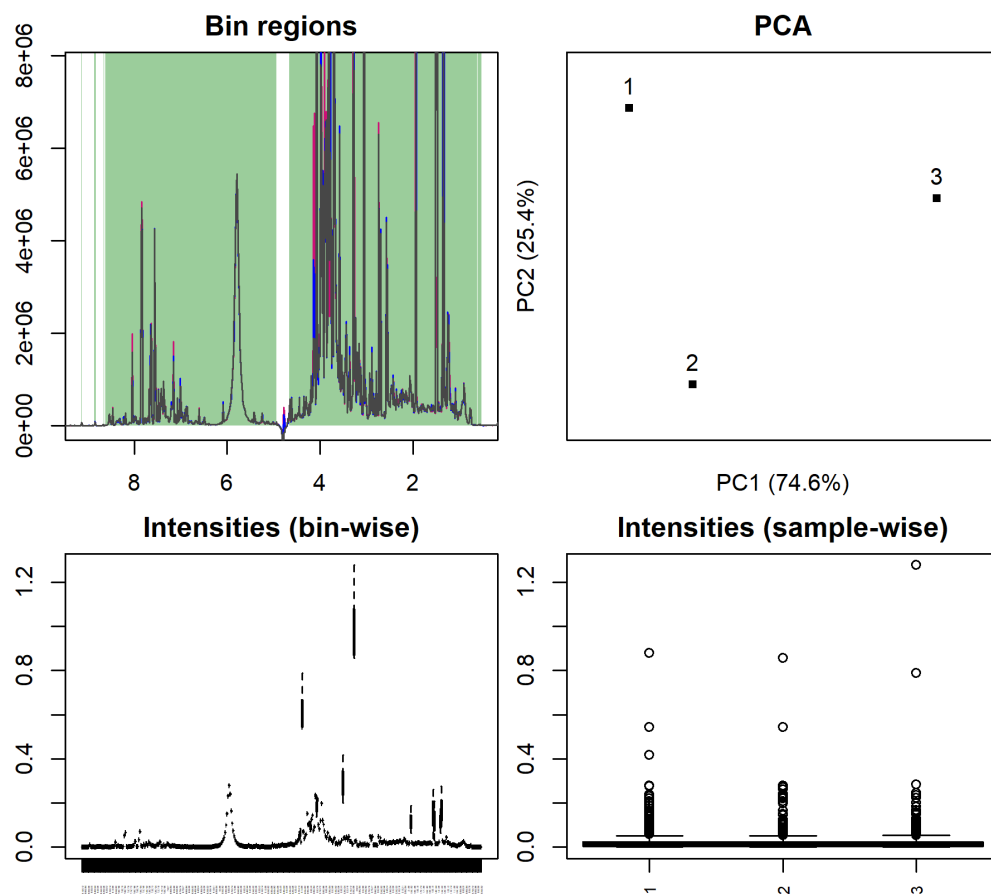 Bin regions
8e+06
6e+06
4e+06
2e+06
0e+00
8 6 4 2
PCA
1
3
2
PC2 (25.4%)
PC1 (74.6%)
Intensities (bin-wise)
1.2
0.8
0.4
0.0
Intensities (sample-wise)
1.2
0.8
0.4
0.0
1 2 3